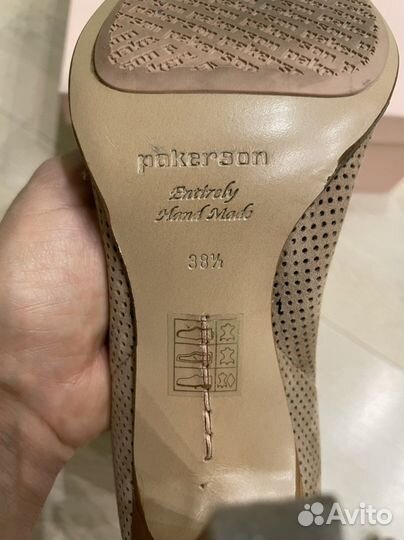 pakerson
Entirely
Hand Made
38½
Avito